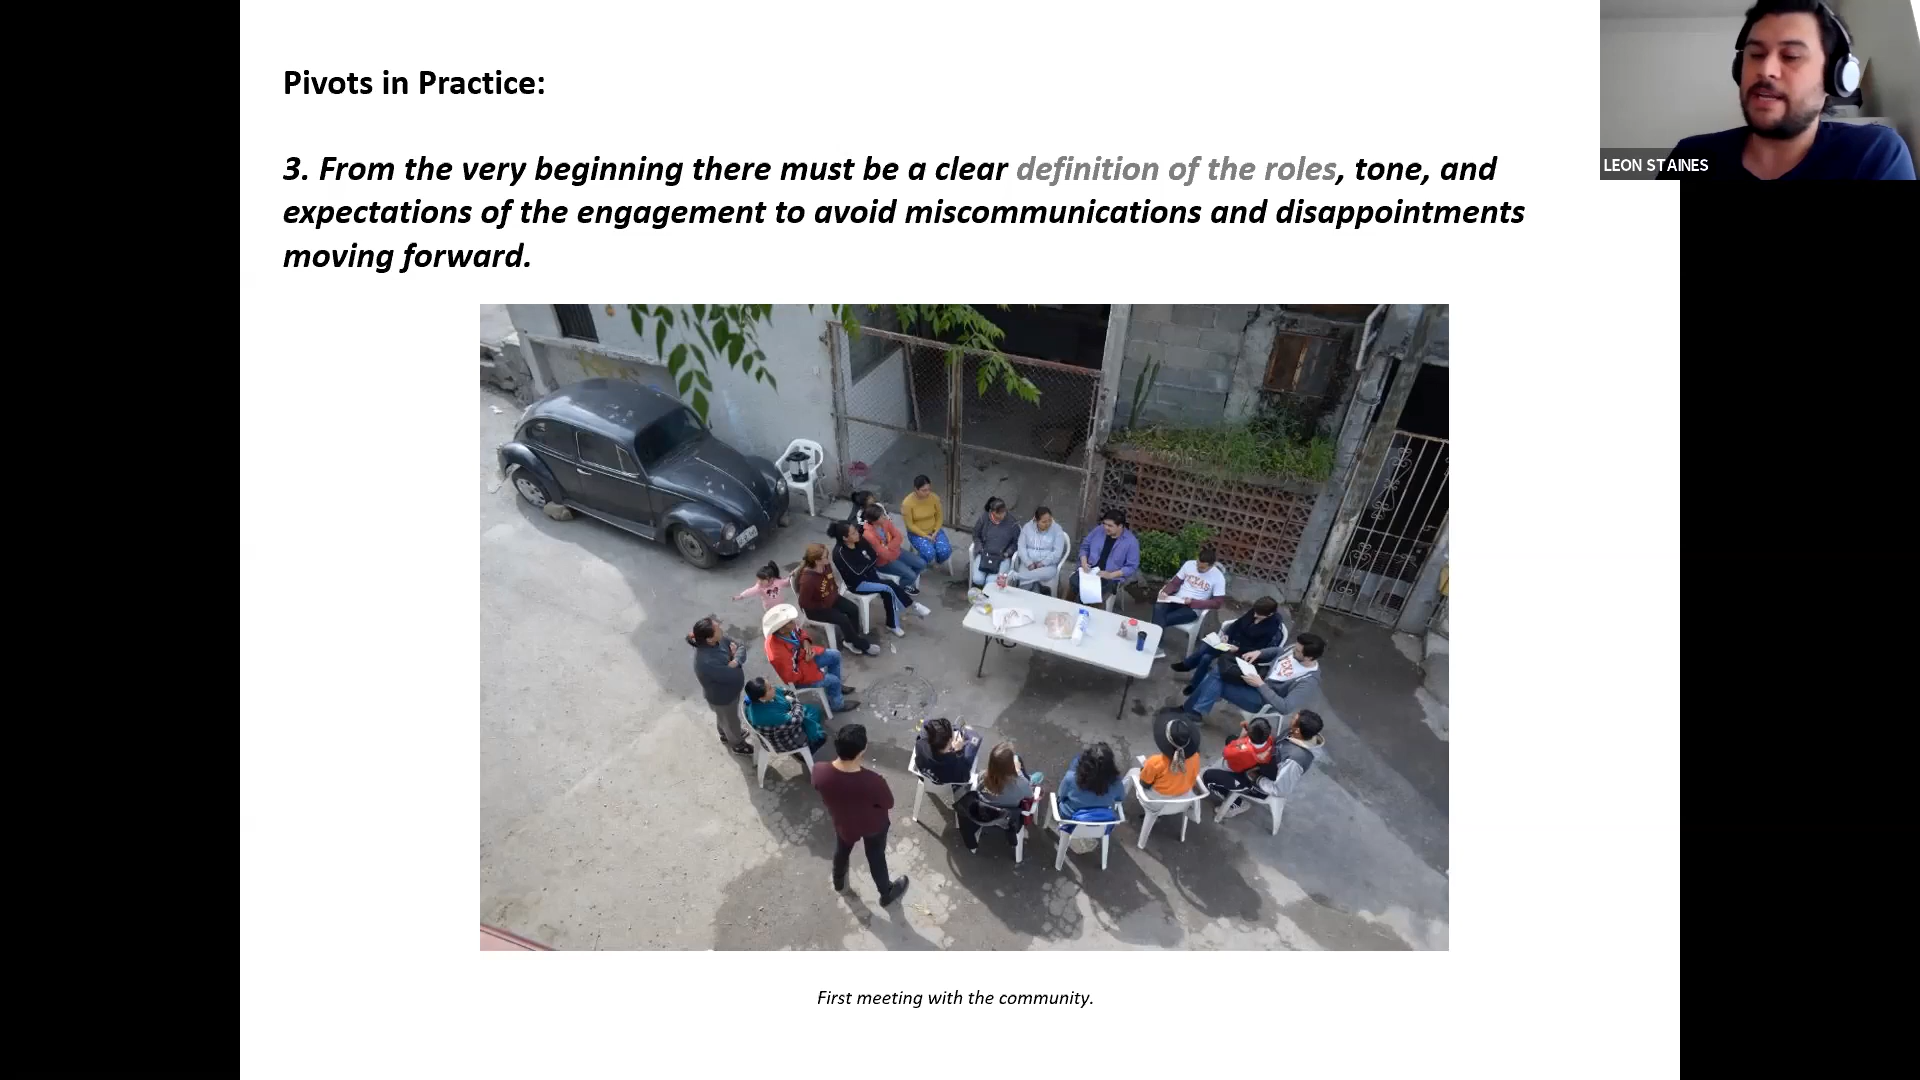 Pivots in Practice:
3. From the very beginning there must be a clear definition of the roles, tone, and
expectations of the engagement to avoid miscommunications and disappointments
moving forward.
LEON STAINES
First meeting with the community.